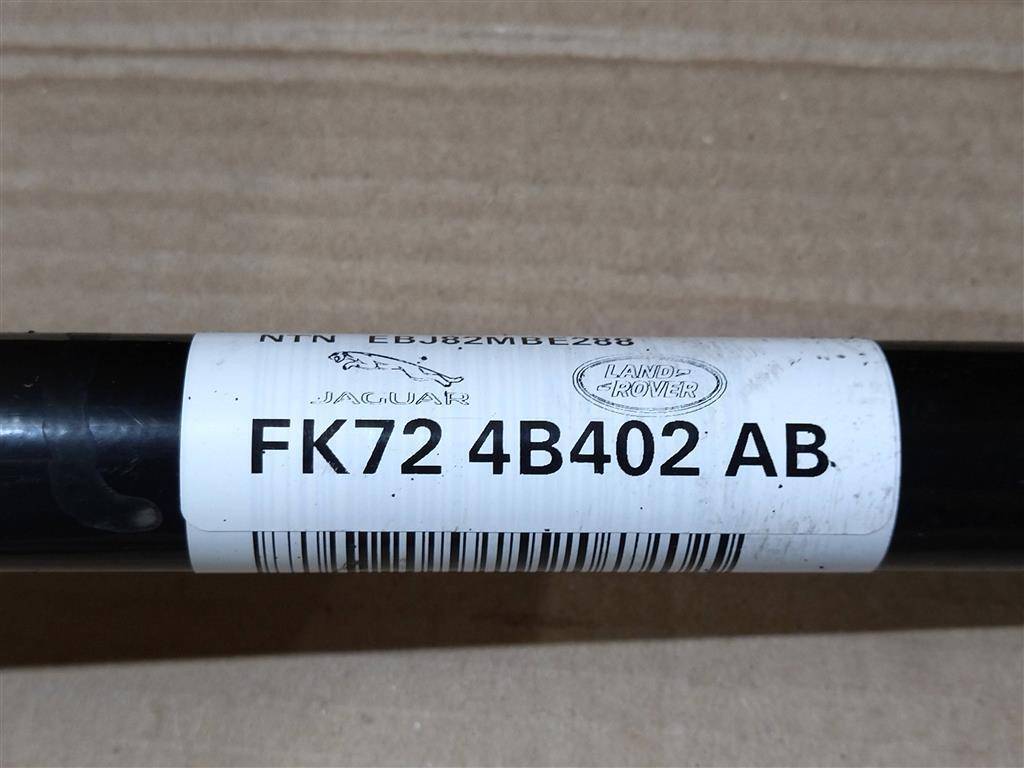 NTN EBJ82MBE288
JAGUAR
LAND-
-ROVER
FK72 4B402 AB